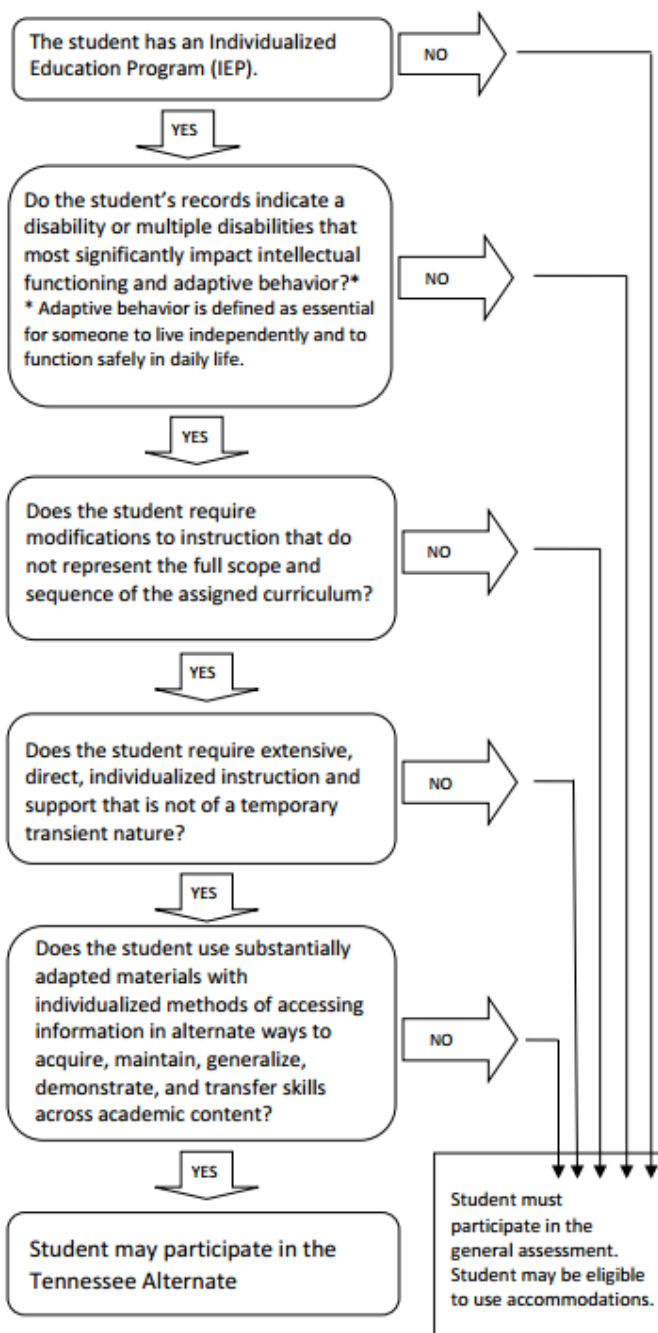 The student has an Individualized
Education Program (IEP).
NO
YES
Do the student's records indicate a
disability or multiple disabilities that
most significantly impact intellectual
functioning and adaptive behavior?*
* Adaptive behavior is defined as essential
for someone to live independently and to
function safely in daily life.
NO
YES
Does the student require
modifications to instruction that do
not represent the full scope and
sequence of the assigned curriculum?
NO
YES
Does the student require extensive,
direct, individualized instruction and
support that is not of a temporary
transient nature?
NO
YES
Does the student use substantially
adapted materials with
individualized methods of accessing
information in alternate ways to
acquire, maintain, generalize,
demonstrate, and transfer skills
across academic content?
NO
YES
Student may participate in the
Tennessee Alternate
Student must
participate in the
general assessment.
Student may be eligible
to use accommodations.